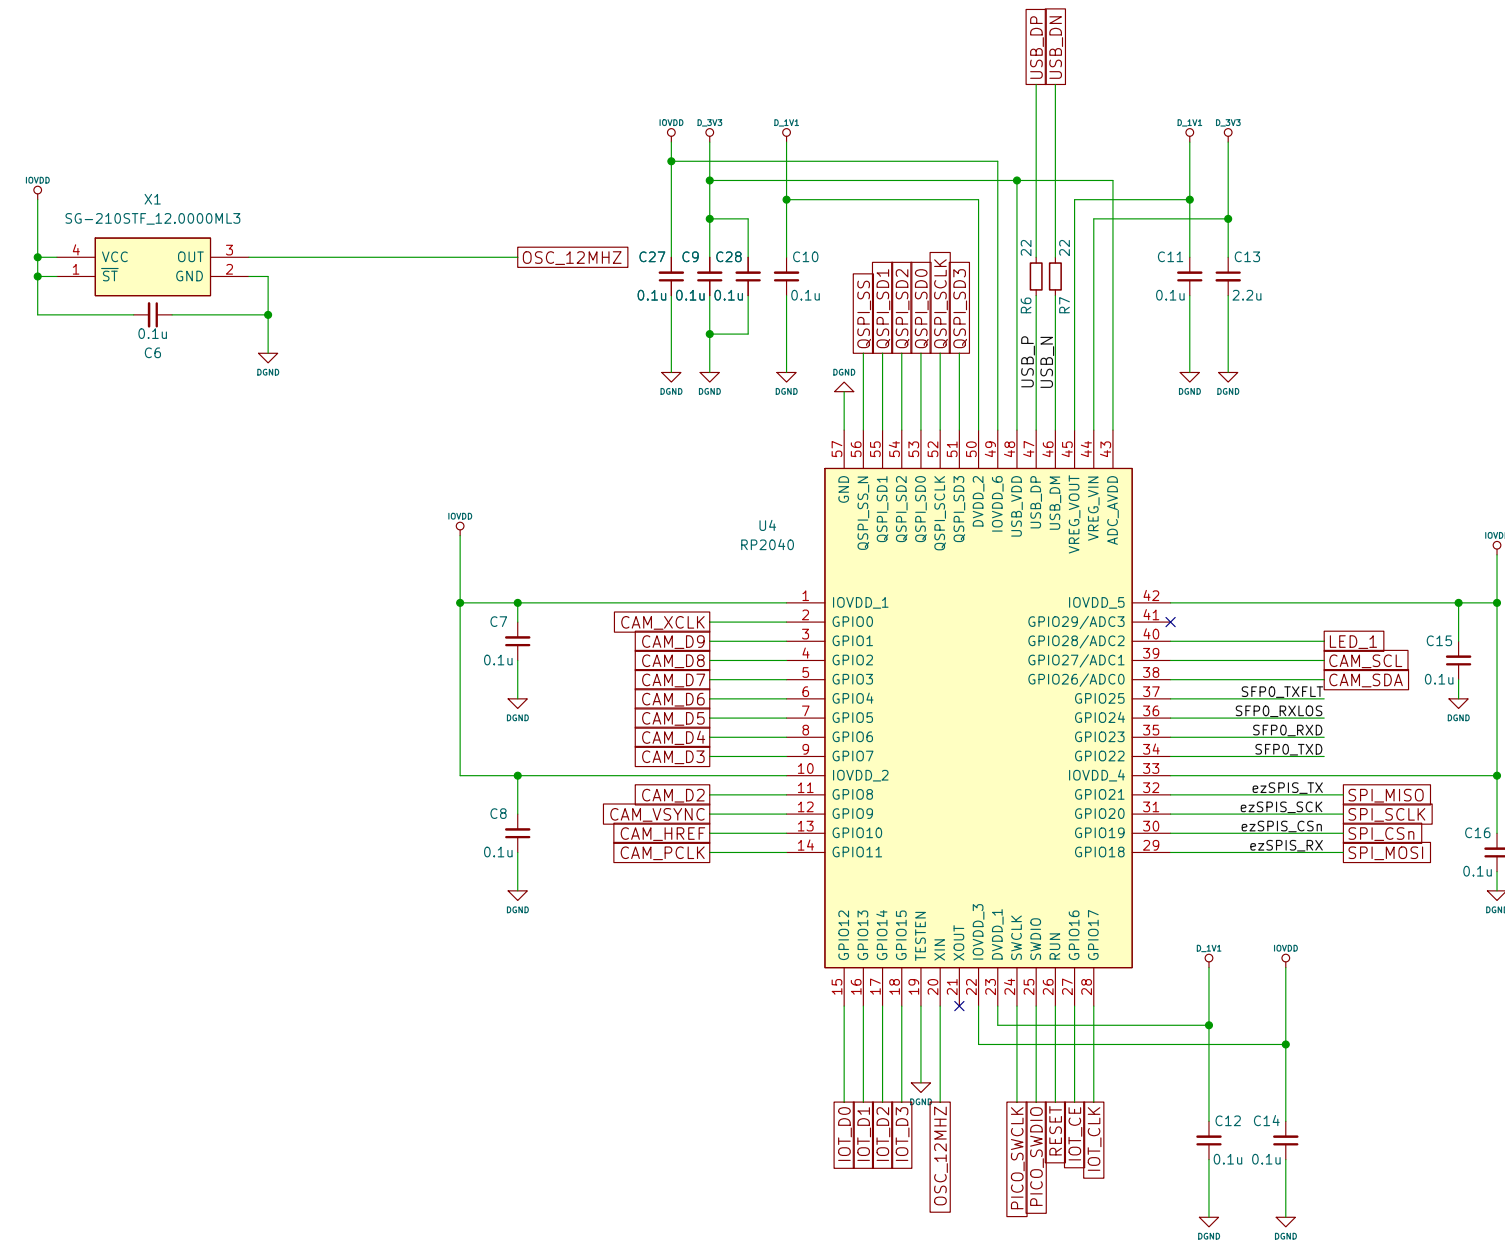 USB_DP
USB_DN
IOVDD
D_3V3
D_1V1
D_1V1
D_3V3
IOVDD
X1
SG-210STF_12.0000ML3
4
VCC
OUT
3
1
ST
GND
2
OSC_12MHZ
0.1u
C6
DGND
C27
0.1u
C9
0.1u
C28
0.1u
C10
0.1u
DGND
DGND
DGND
QSPI_SS
QSPI_SD1
QSPI_SD2
QSPI_SD0
QSPI_SCLK
QSPI_SD3
22
22
R6
R7
USB_P
USB_N
C11
0.1u
C13
2.2u
DGND
DGND
DGND
57
56
55
54
53
52
51
50
49
48
47
46
45
44
43
GND
QSPI_SS_N
QSPI_SD1
QSPI_SD2
QSPI_SD0
QSPI_SCLK
QSPI_SD3
DVDD_2
IOVDD_6
USB_VDD
USB_DP
USB_DM
VREG_VOUT
VREG_VIN
ADC_AVDD
U4
RP2040
IOVDD
C7
0.1u
DGND
C8
0.1u
DGND
1 IOVDD_1
CAM_XCLK 2 GPIO0
CAM_D9 3 GPIO1
CAM_D8 4 GPIO2
CAM_D7 5 GPIO3
CAM_D6 6 GPIO4
CAM_D5 7 GPIO5
CAM_D4 8 GPIO6
CAM_D3 9 GPIO7
10 IOVDD_2
CAM_D2 11 GPIO8
CAM_VSYNC 12 GPIO9
CAM_HREF 13 GPIO10
CAM_PCLK 14 GPIO11
IOVDD_5 42
GPIO29/ADC3 41
GPIO28/ADC2 40 LED_1
GPIO27/ADC1 39 CAM_SCL
GPIO26/ADC0 38 CAM_SDA
GPIO25 37 SFP0_TXFLT
GPIO24 36 SFP0_RXLOS
GPIO23 35 SFP0_RXD
GPIO22 34 SFP0_TXD
IOVDD_4 33
GPIO21 32 ezSPIS_TX SPI_MISO
GPIO20 31 ezSPIS_SCK SPI_SCLK
GPIO19 30 ezSPIS_CSn SPI_CSn
GPIO18 29 ezSPIS_RX SPI_MOSI
C15
0.1u
DGND
C16
0.1u
GPIO12
GPIO13
GPIO14
GPIO15
TESTEN
XIN
XOUT
IOVDD_3
DVDD_1
SWCLK
SWDIO
RUN
GPIO16
GPIO17
15
16
17
18
19
20
21
22
23
24
25
26
27
28
IOT_D0
IOT_D1
IOT_D2
IOT_D3
DGND
OSC_12MHZ
PICO_SWCLK
PICO_SWDIO
RESET
IOT_CE
IOT_CLK
D_1V1
IOVDD
C12
0.1u
C14
0.1u
DGND
DGND